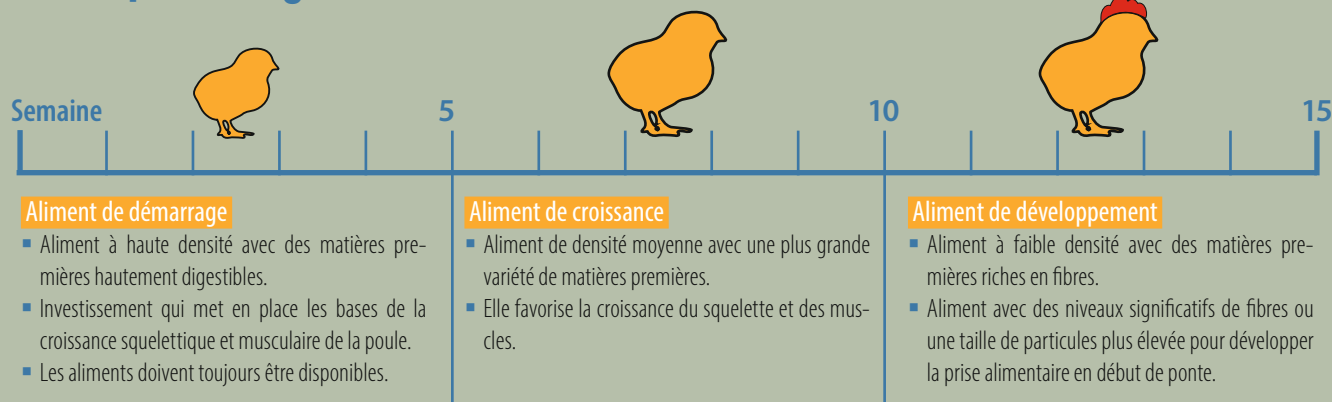 Semaine
5
10
15
Aliment de démarrage
▪ Aliment à haute densité avec des matières pre-
mières hautement digestibles.
▪ Investissement qui met en place les bases de la
croissance squelettique et musculaire de la poule.
▪ Les aliments doivent toujours être disponibles.
Aliment de croissance
▪ Aliment de densité moyenne avec une plus grande
variété de matières premières.
▪ Elle favorise la croissance du squelette et des mus-
cles.
Aliment de développement
▪ Aliment à faible densité avec des matières pre-
mières riches en fibres.
▪ Aliment avec des niveaux significatifs de fibres ou
une taille de particules plus élevée pour développer
la prise alimentaire en début de ponte.